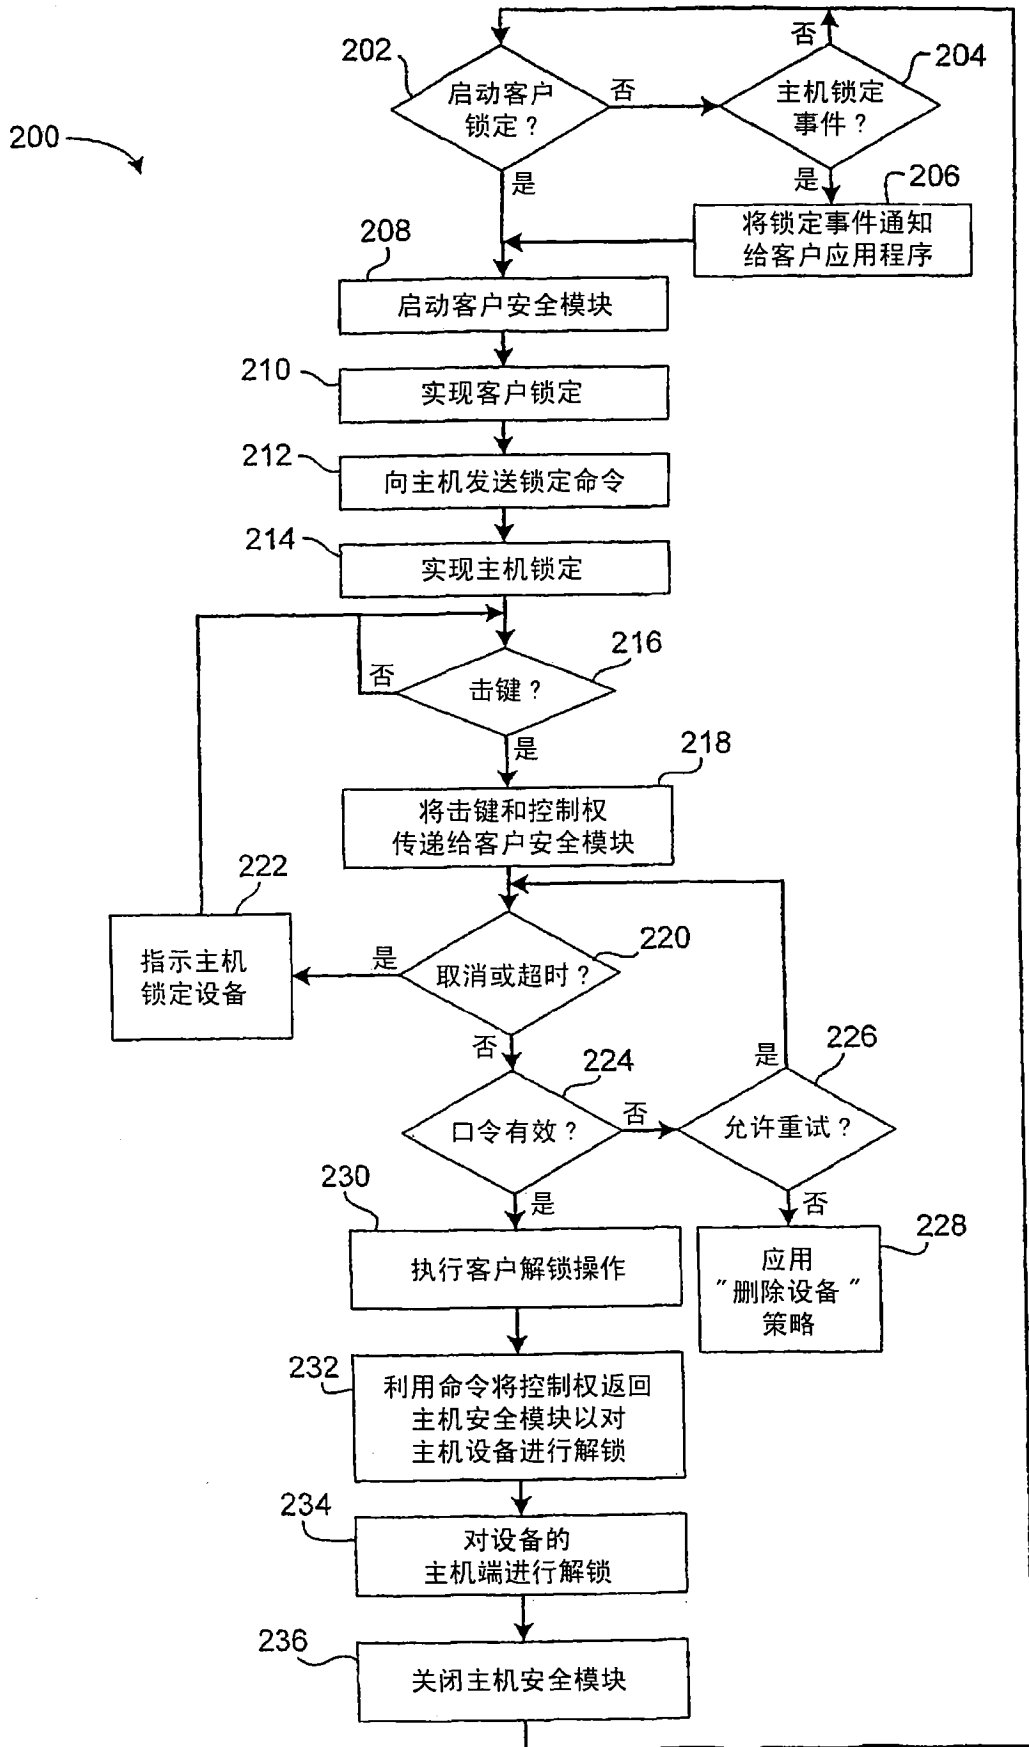 200
202
启动客户
锁定？
否
是
否
204
主机锁定
事件？
是
206
将锁定事件通知
给客户应用程序
208
启动客户安全模块
210
实现客户锁定
212
向主机发送锁定命令
214
实现主机锁定
216
击键？
否
是
218
将击键和控制权
传递给客户安全模块
220
取消或超时？
是
222
指示主机
锁定设备
否
224
口令有效？
否
226
允许重试？
是
否
228
应用
"删除设备"
策略
是
230
执行客户解锁操作
232
利用命令将控制权返回
主机安全模块以对
主机设备进行解锁
234
对设备的
主机端进行解锁
236
关闭主机安全模块